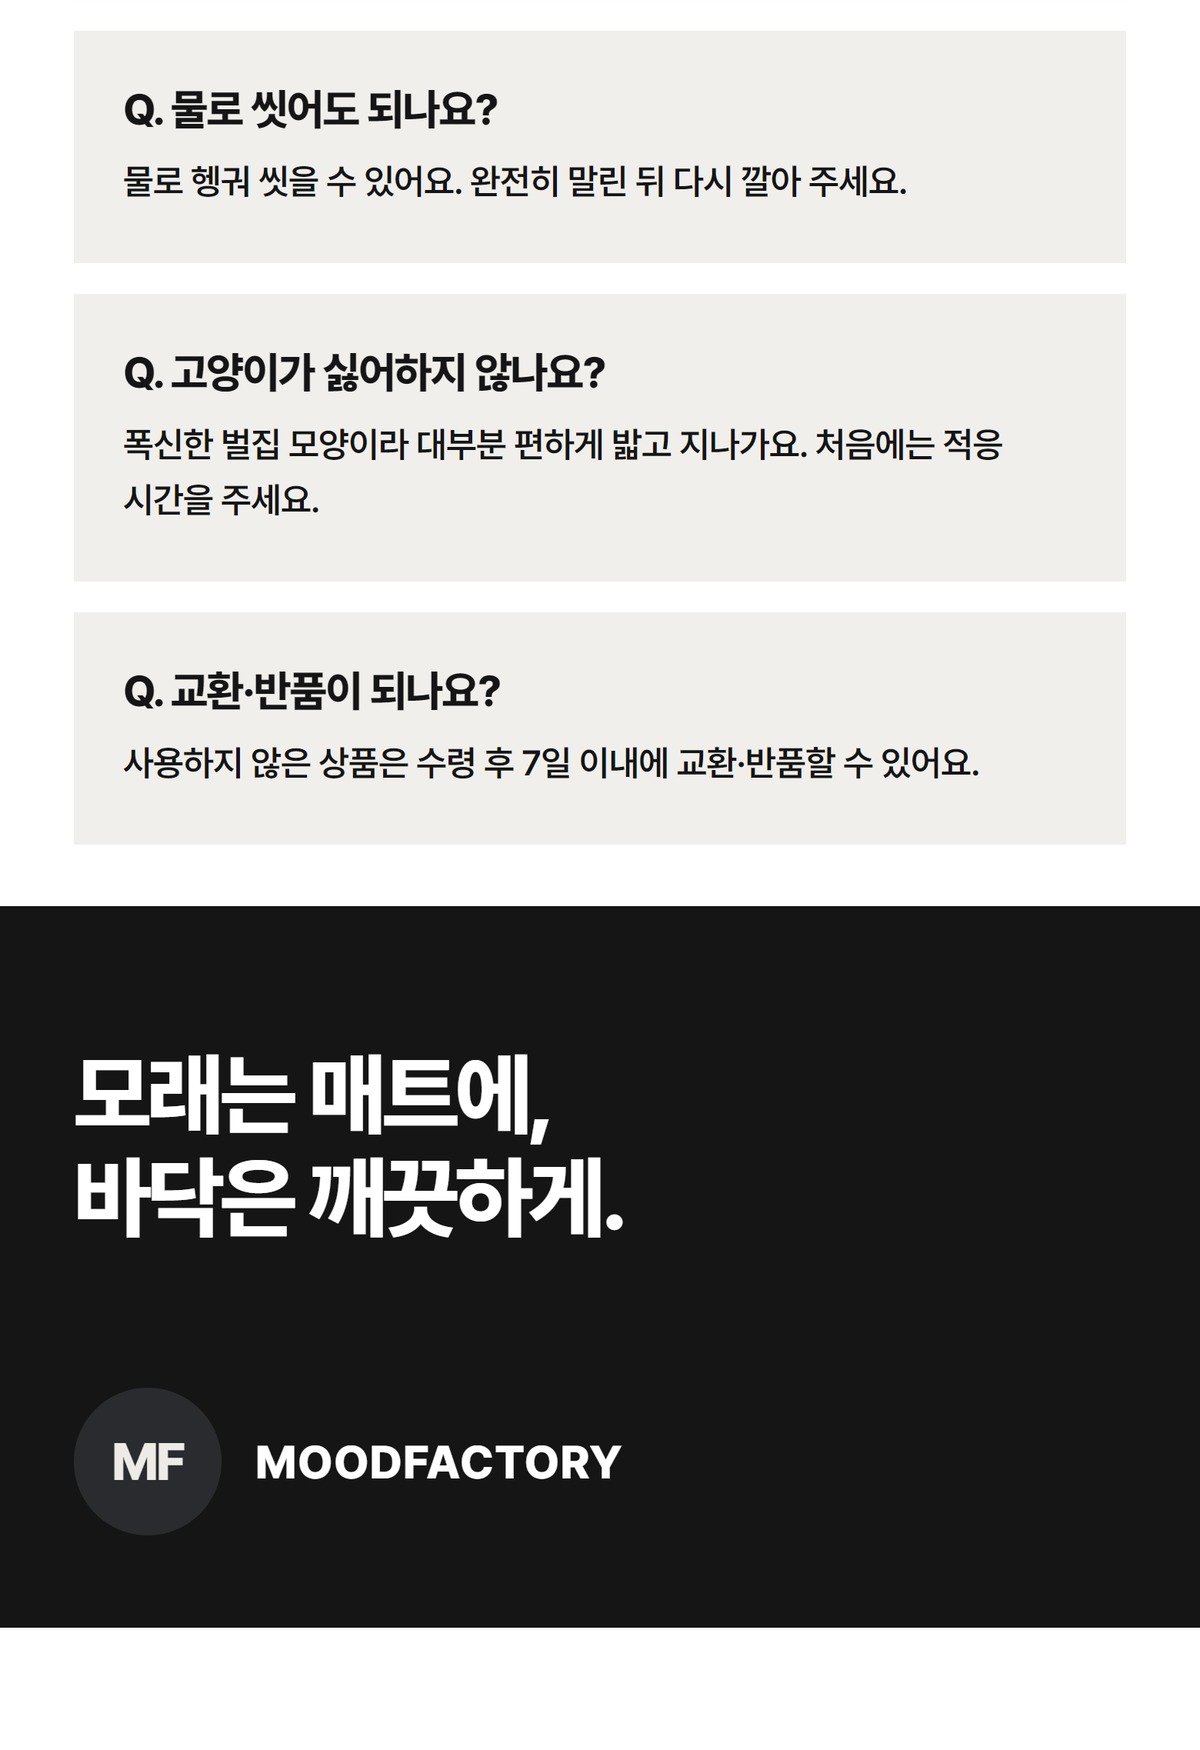 Q. 물로 씻어도 되나요?
물로 헹궈 씻을 수 있어요. 완전히 말린 뒤 다시 깔아 주세요.
Q. 고양이가 싫어하지 않나요?
폭신한 벌집 모양이라 대부분 편하게 밟고 지나가요. 처음에는 적응
시간을 주세요.
Q. 교환·반품이 되나요?
사용하지 않은 상품은 수령 후 7일 이내에 교환·반품할 수 있어요.
모래는 매트에,
바닥은 깨끗하게.
MF
MOODFACTORY